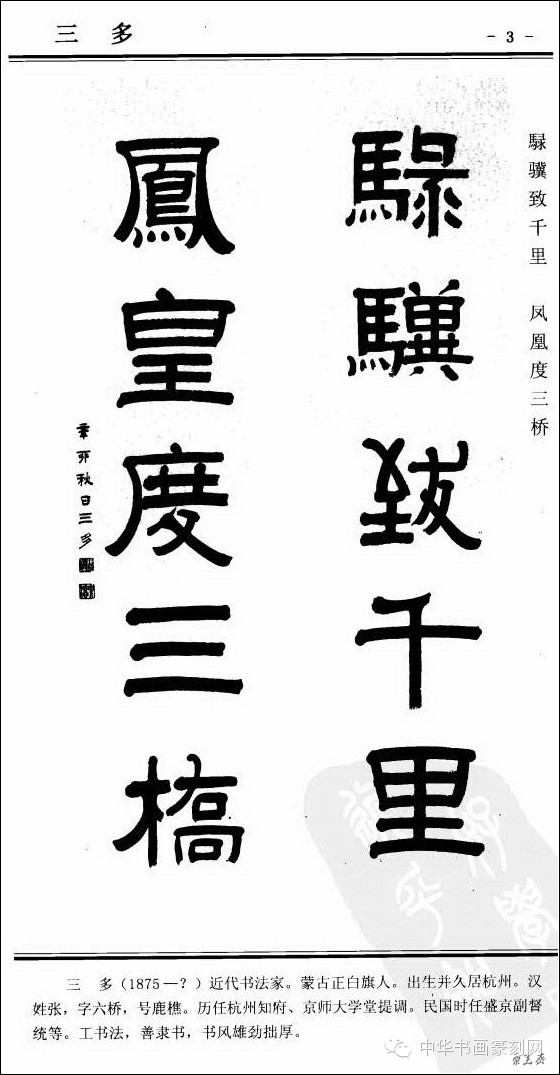 三 多
- 3 -
騄骥致千里 凤凰度三桥
騄驥致千里
鳳皇度三橋
辛卯秋日三多
三 多(1875—?)近代书法家。蒙古正白旗人。出生并久居杭州。汉
姓张,字六桥,号鹿樵。历任杭州知府、京师大学堂提调。民国时任盛京副督
统等。工书法,善隶书,书风雄劲拙厚。
中华书画篆刻网